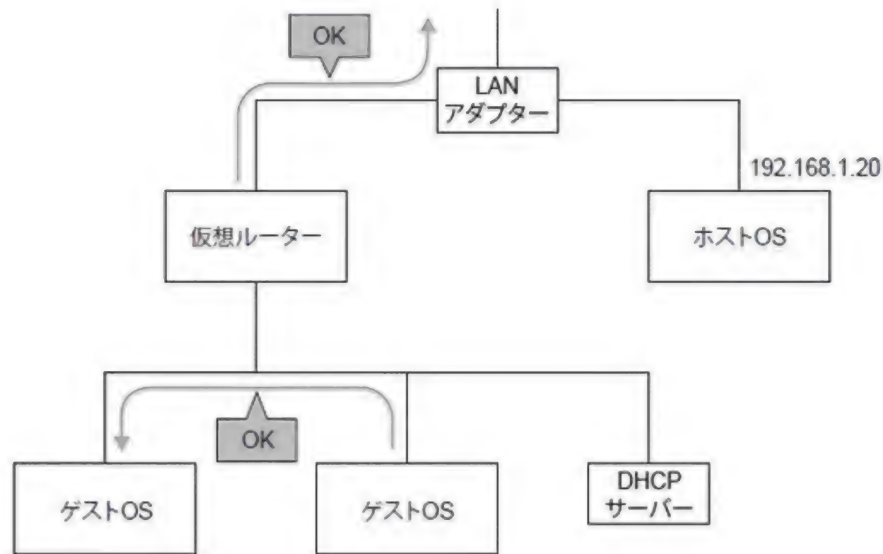 OK
LAN
アダプター
192.168.1.20
仮想ルーター
ホストOS
OK
ゲストOS
ゲストOS
DHCP
サーバー